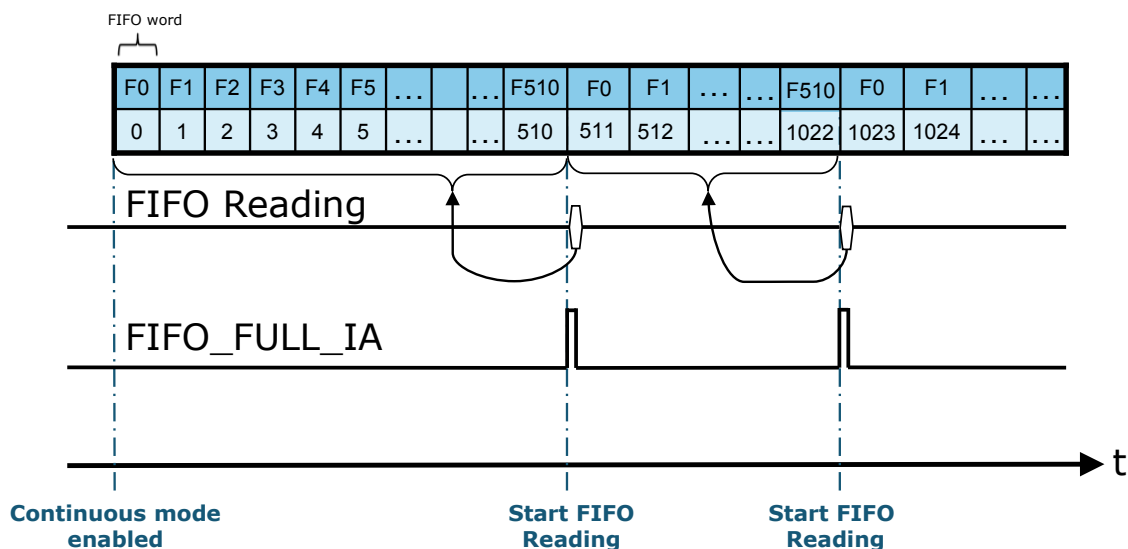 FIFO word
F0 F1 F2 F3 F4 F5 ... ... F510 F0 F1 ... ... F510 F0 F1 ... ...
0 1 2 3 4 5 ... ... 510 511 512 ... ... 1022 1023 1024 ... ...
FIFO Reading
FIFO_FULL_IA
t
Continuous mode
enabled
Start FIFO
Reading
Start FIFO
Reading